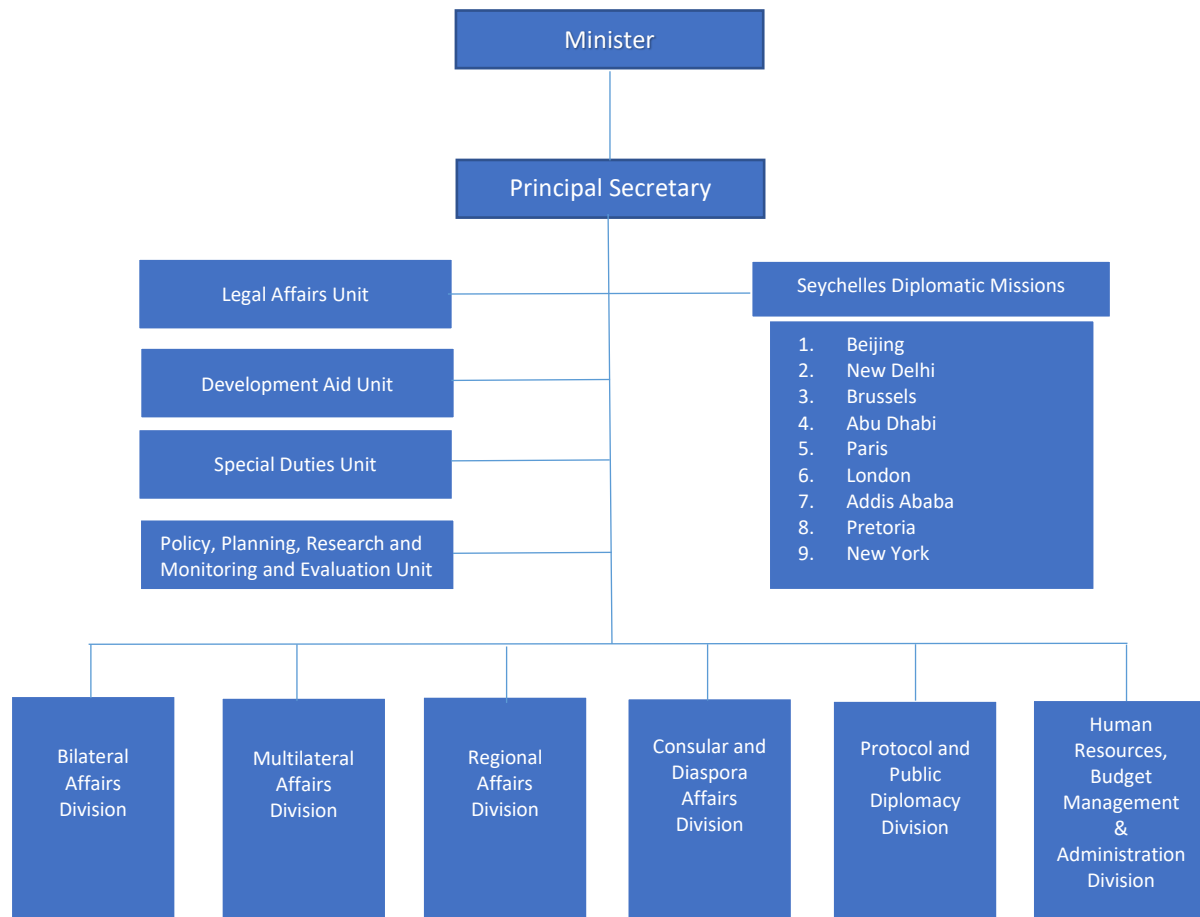 Minister
Principal Secretary
Legal Affairs Unit
Seychelles Diplomatic Missions
1. Beijing
2. New Delhi
3. Brussels
4. Abu Dhabi
5. Paris
6. London
7. Addis Ababa
8. Pretoria
9. New York
Development Aid Unit
Special Duties Unit
Policy, Planning, Research and
Monitoring and Evaluation Unit
Bilateral
Affairs
Division
Multilateral
Affairs
Division
Regional
Affairs
Division
Consular and
Diaspora
Affairs
Division
Protocol and
Public
Diplomacy
Division
Human
Resources,
Budget
Management
&
Administration
Division